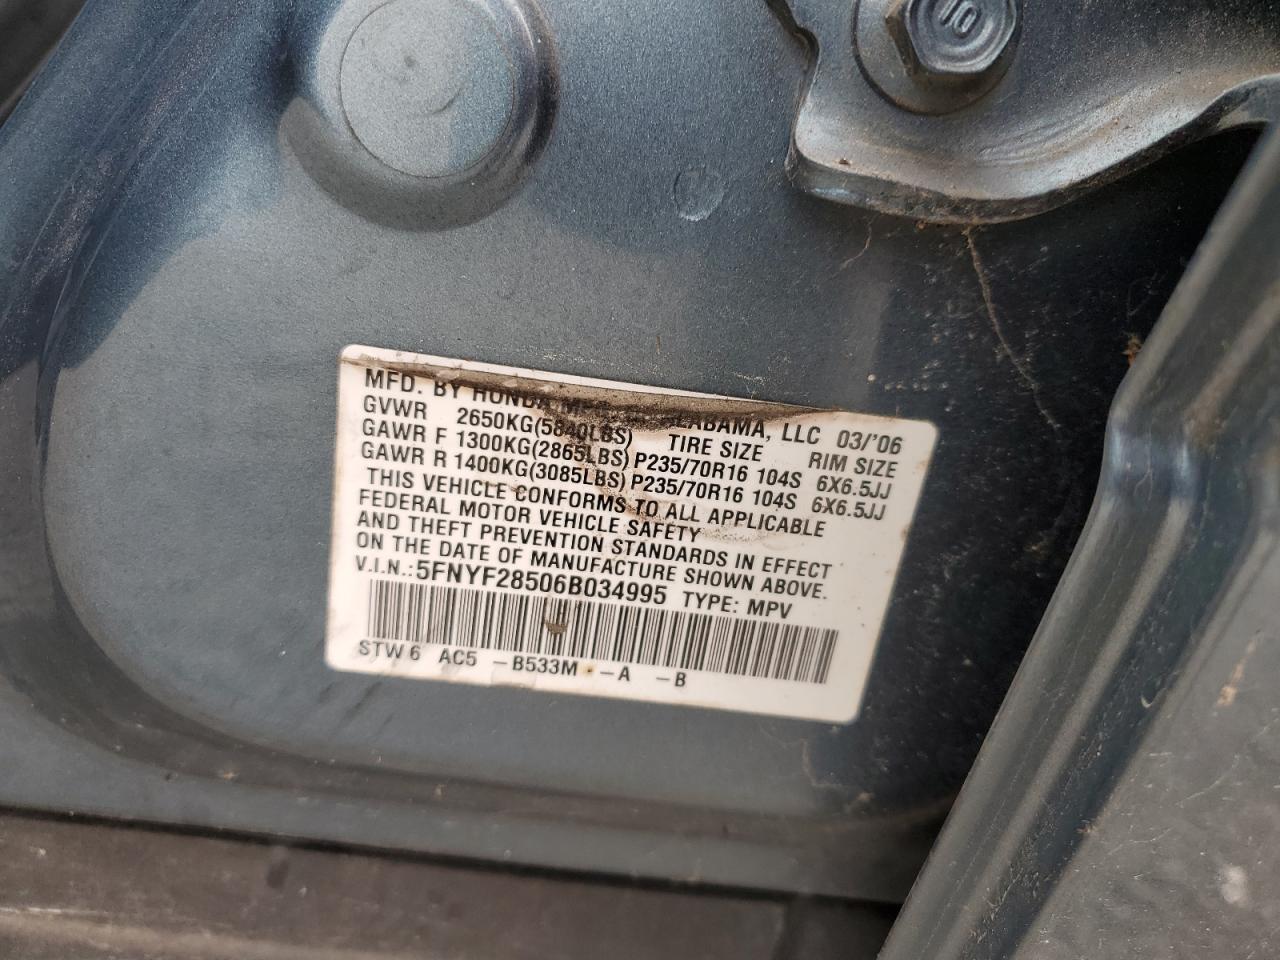 10
MFD. BY HONDA ALABAMA, LLC 03/'06
GVWR 2650KG(5840LBS) TIRE SIZE RIM SIZE
GAWR F 1300KG(2865LBS) P235/70R16 104S 6X6.5JJ
GAWR R 1400KG(3085LBS) P235/70R16 104S 6X6.5JJ
THIS VEHICLE CONFORMS TO ALL APPLICABLE
FEDERAL MOTOR VEHICLE SAFETY
AND THEFT PREVENTION STANDARDS IN EFFECT
ON THE DATE OF MANUFACTURE SHOWN ABOVE.
V.I.N.:5FNYF28506B034995 TYPE: MPV
STW6 AC5 -B533M -A -B